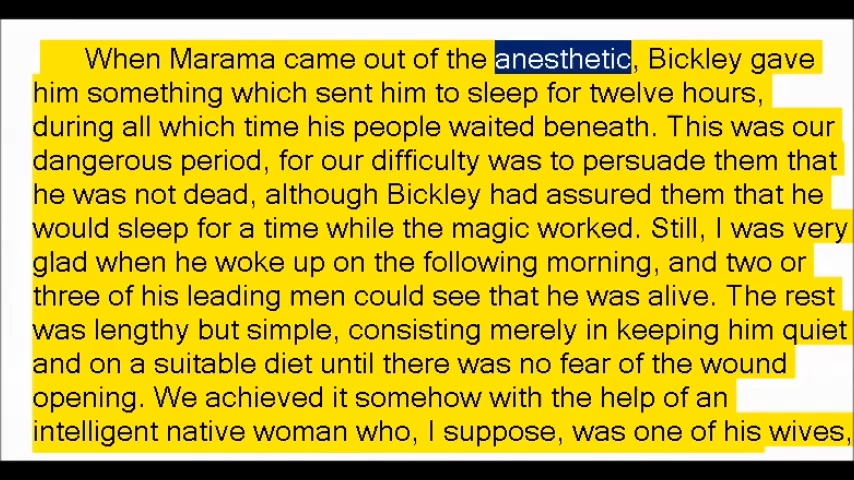 When Marama came out of the anesthetic, Bickley gave
him something which sent him to sleep for twelve hours,
during all which time his people waited beneath. This was our
dangerous period, for our difficulty was to persuade them that
he was not dead, although Bickley had assured them that he
would sleep for a time while the magic worked. Still, I was very
glad when he woke up on the following morning, and two or
three of his leading men could see that he was alive. The rest
was lengthy but simple, consisting merely in keeping him quiet
and on a suitable diet until there was no fear of the wound
opening. We achieved it somehow with the help of an
intelligent native woman who, I suppose, was one of his wives,